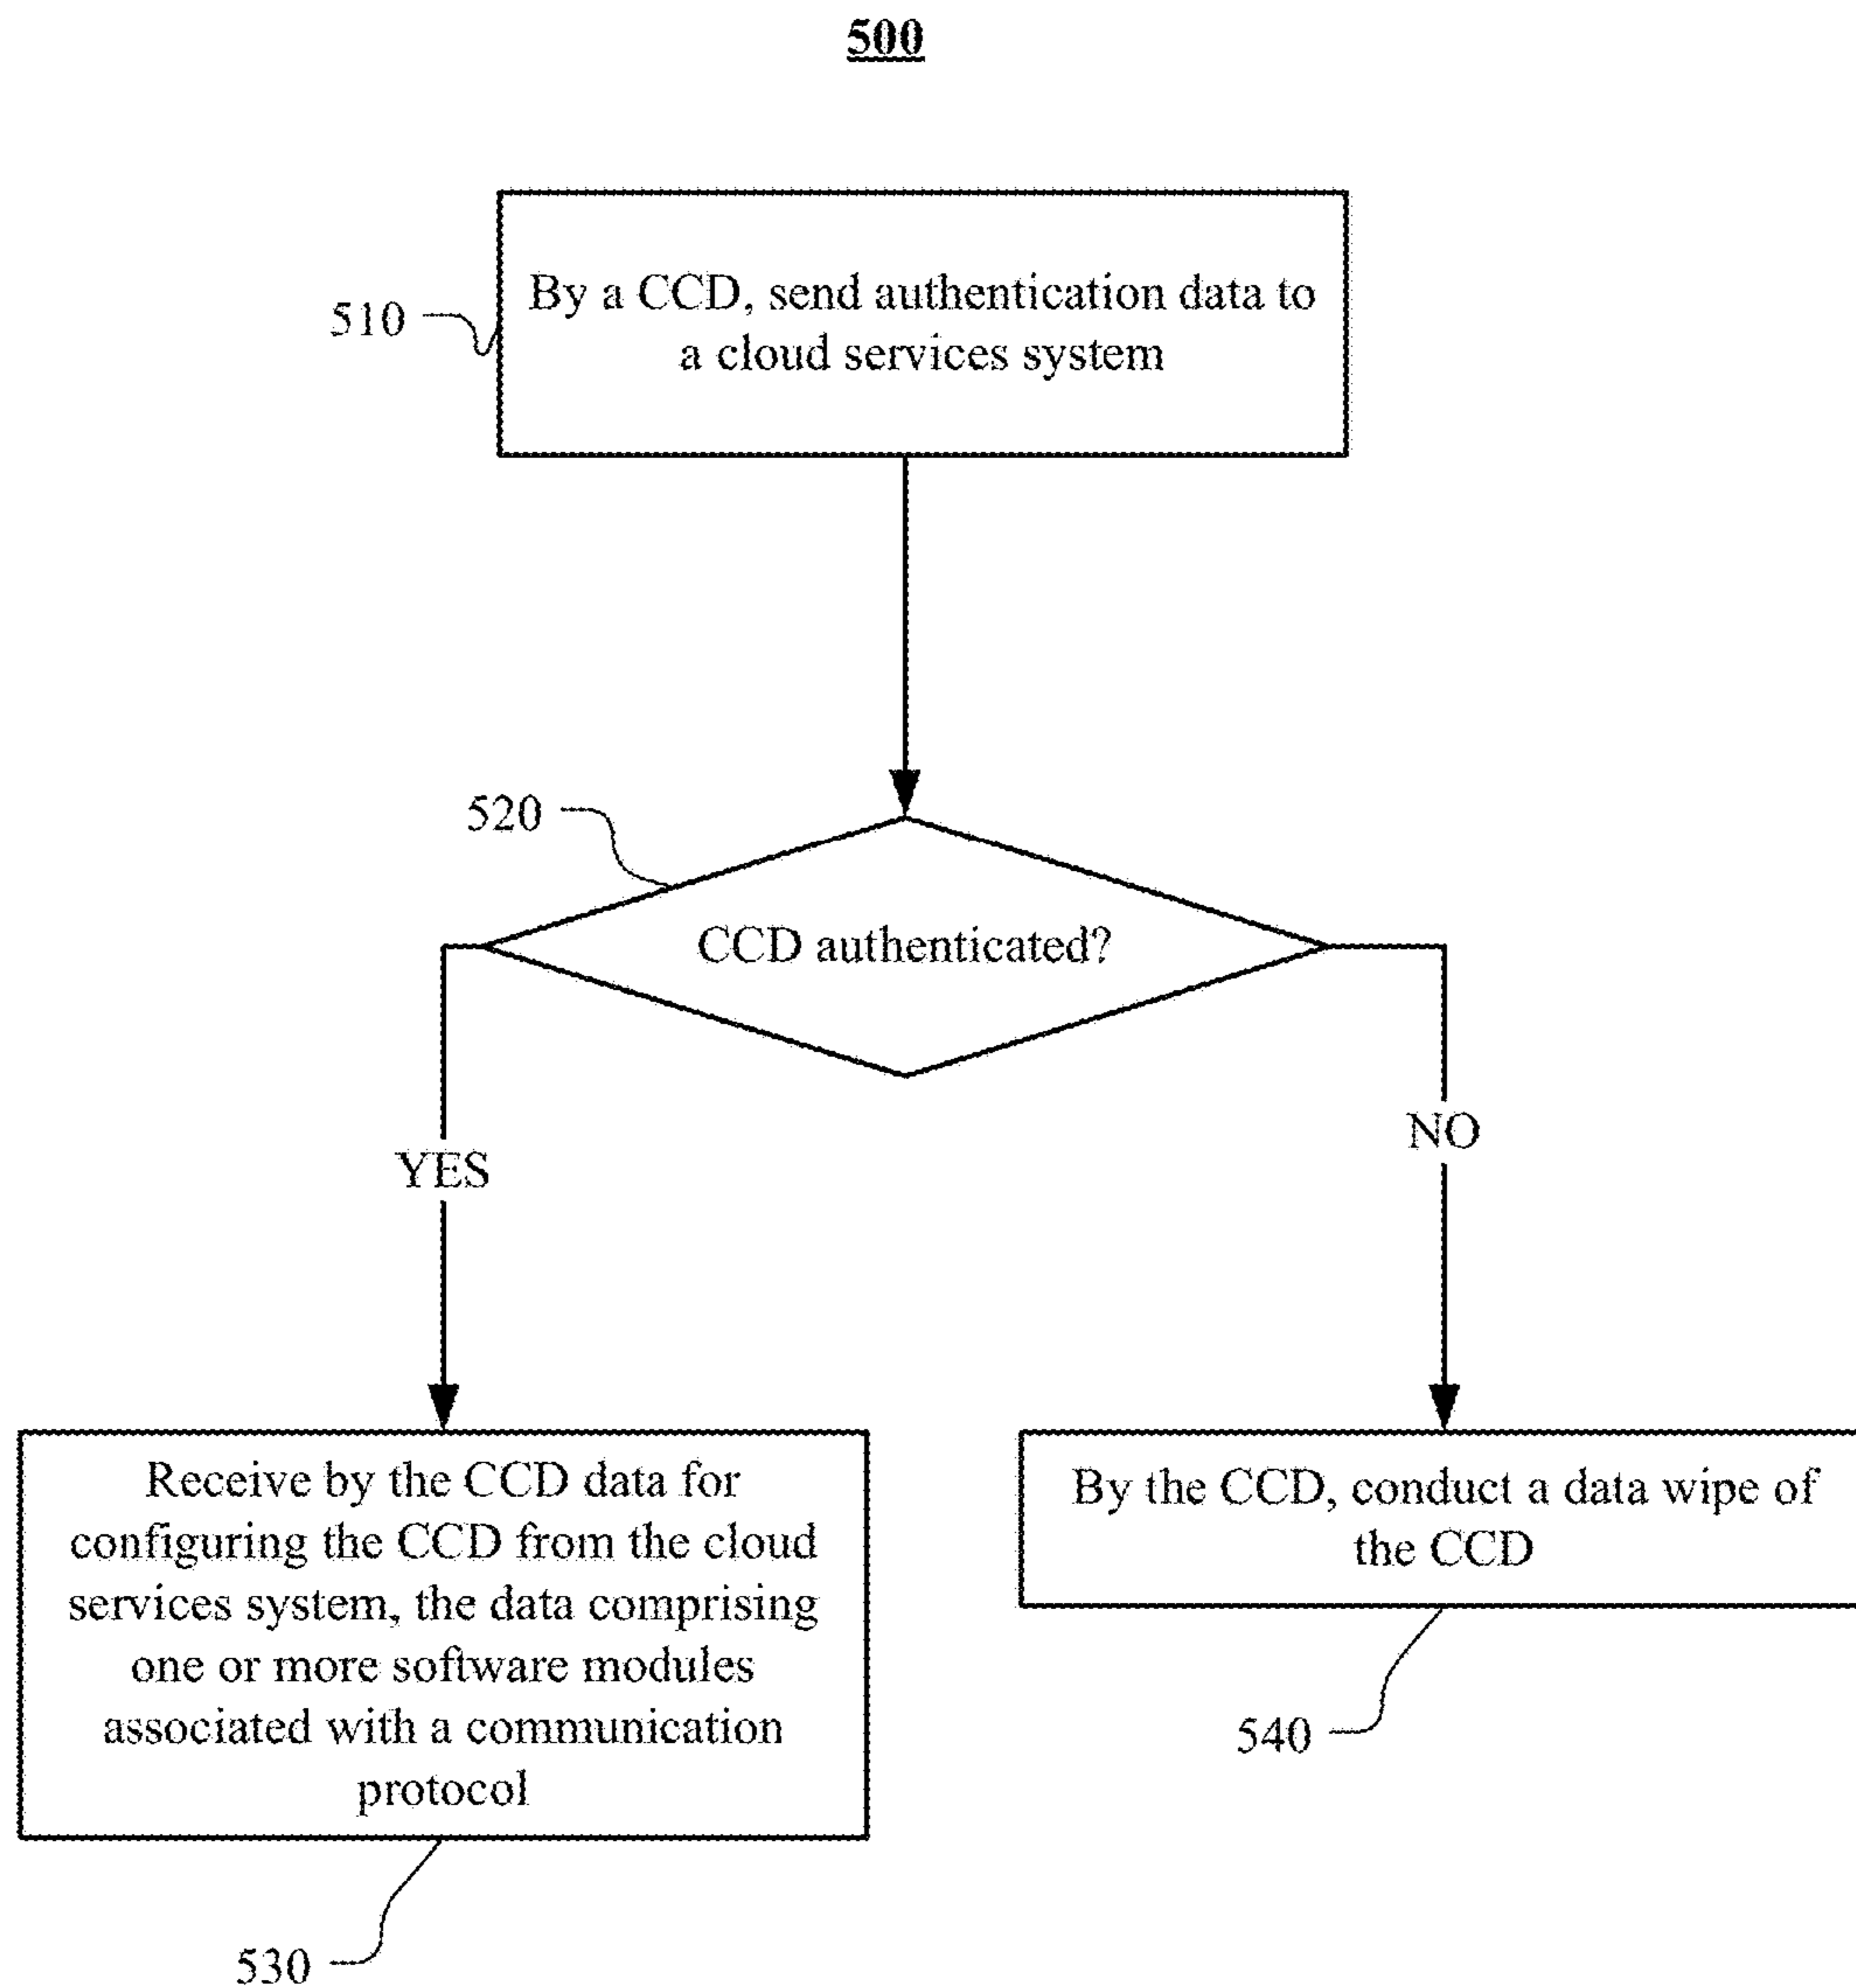 500
510
By a CCD, send authentication data to
a cloud services system
520
CCD authenticated?
YES
NO
Receive by the CCD data for
configuring the CCD from the cloud
services system, the data comprising
one or more software modules
associated with a communication
protocol
By the CCD, conduct a data wipe of
the CCD
540
530